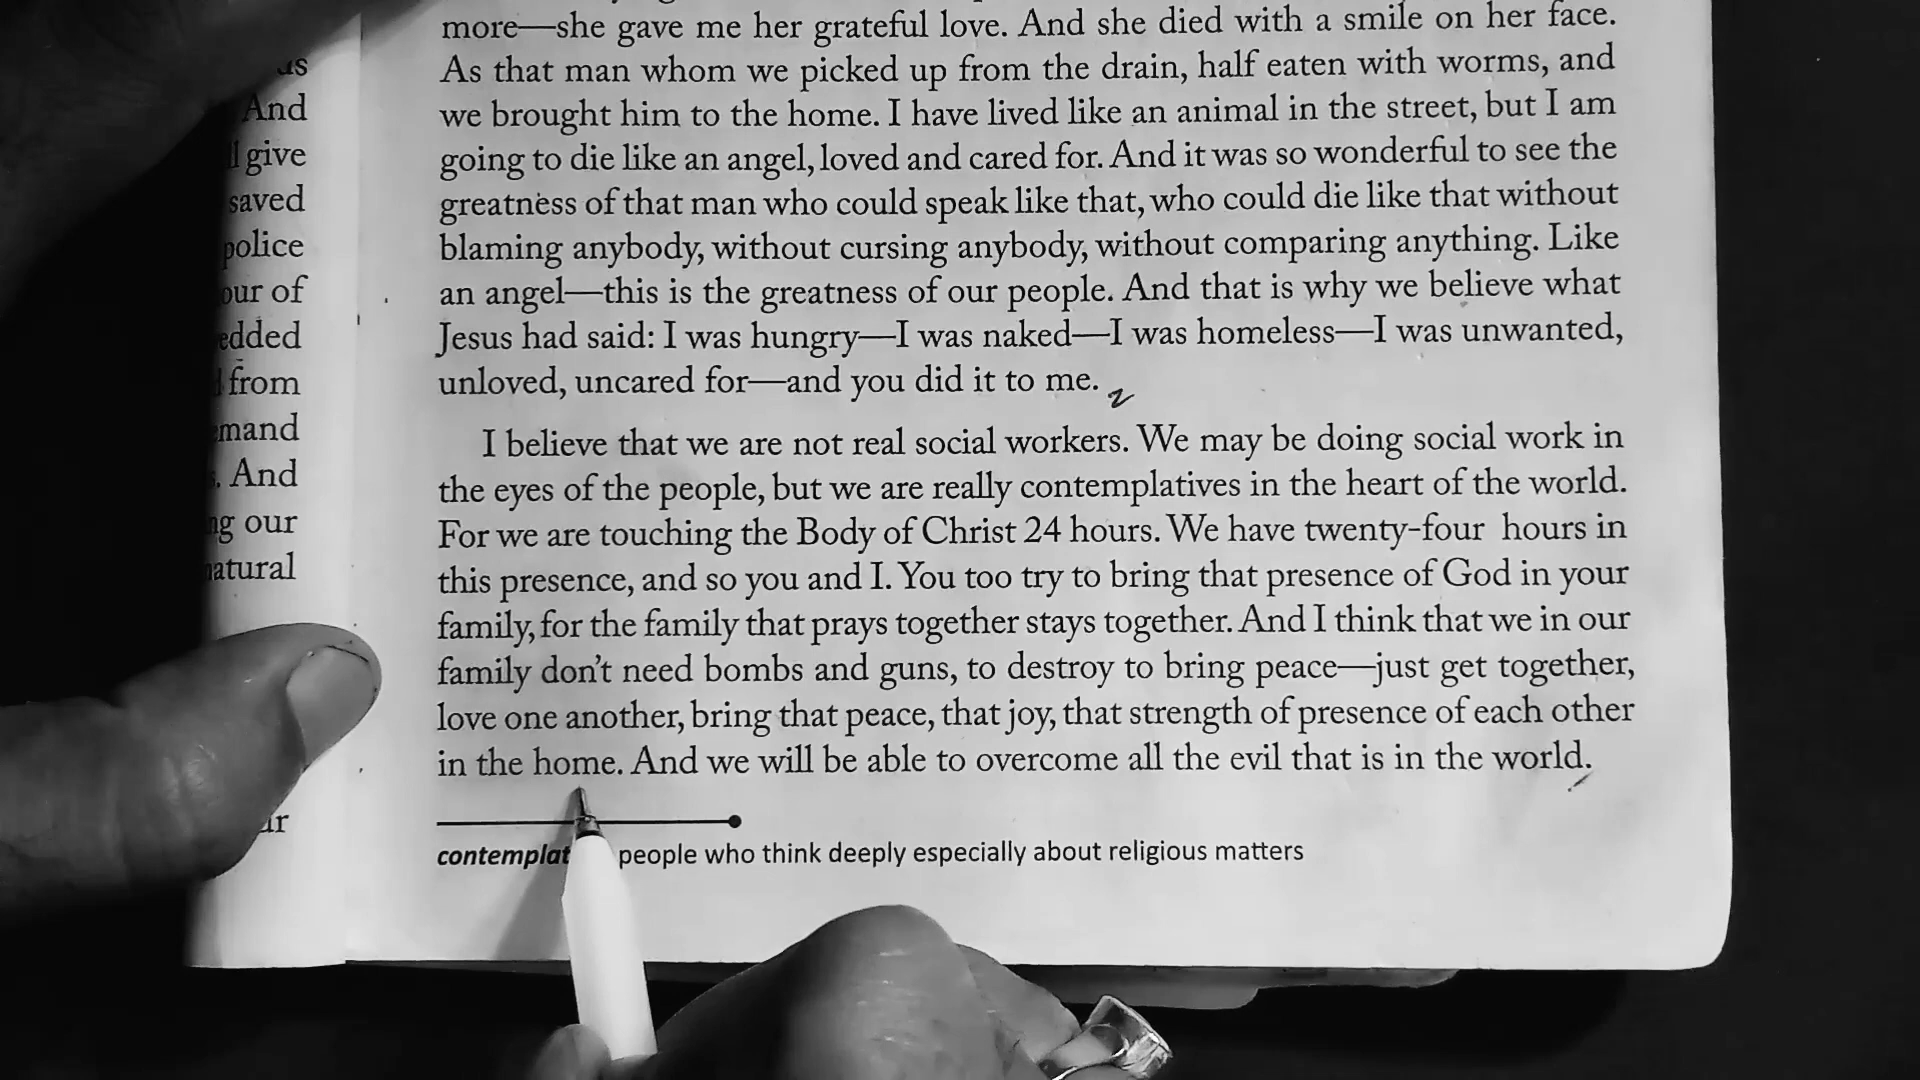 us
And
give
saved
police
our of
edded
from
mand
And
ng our
natural
ar
more—she gave me her grateful love. And she died with a smile on her face.
As that man whom we picked up from the drain, half eaten with worms, and
we brought him to the home. I have lived like an animal in the street, but I am
going to die like an angel, loved and cared for. And it was so wonderful to see the
greatness of that man who could speak like that, who could die like that without
blaming anybody, without cursing anybody, without comparing anything. Like
an angel—this is the greatness of our people. And that is why we believe what
Jesus had said: I was hungry—I was naked—I was homeless—I was unwanted,
unloved, uncared for—and you did it to me.
I believe that we are not real social workers. We may be doing social work in
the eyes of the people, but we are really contemplatives in the heart of the world.
For we are touching the Body of Christ 24 hours. We have twenty-four hours in
this presence, and so you and I. You too try to bring that presence of God in your
family, for the family that prays together stays together. And I think that we in our
family don't need bombs and guns, to destroy to bring peace—just get together,
love one another, bring that peace, that joy, that strength of presence of each other
in the home. And we will be able to overcome all the evil that is in the world.
contemplat people who think deeply especially about religious matters